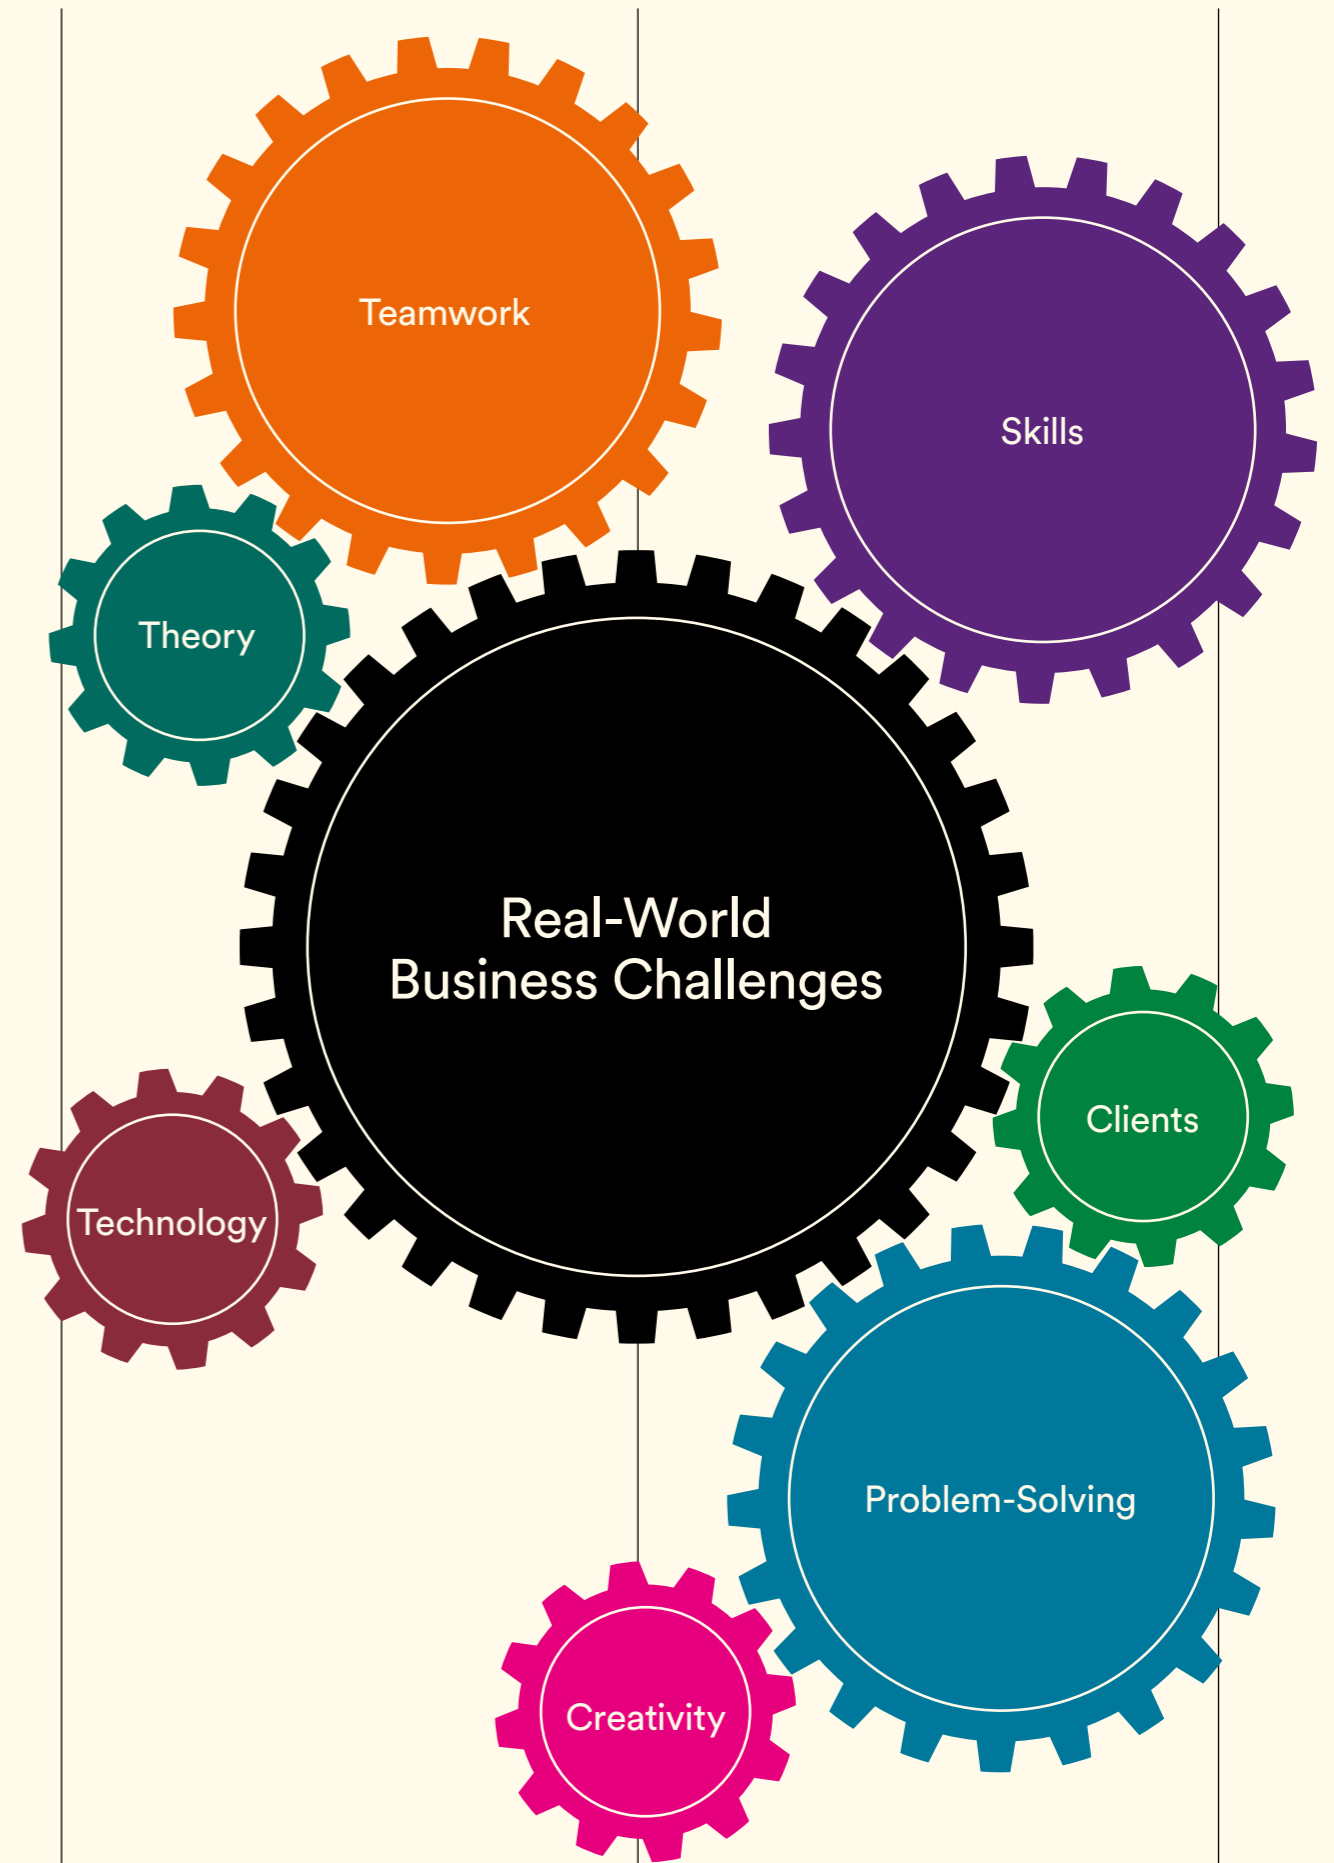 Teamwork
Skills
Theory
Real-World
Business Challenges
Clients
Technology
Problem-Solving
Creativity